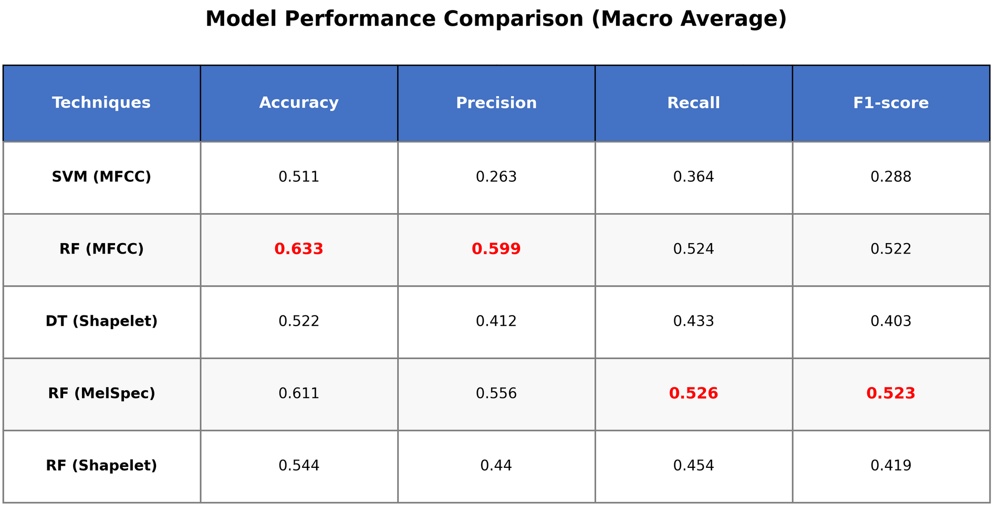 Model Performance Comparison (Macro Average)
Techniques Accuracy Precision Recall F1-score
SVM (MFCC) 0.511 0.263 0.364 0.288
RF (MFCC) 0.633 0.599 0.524 0.522
DT (Shapelet) 0.522 0.412 0.433 0.403
RF (MelSpec) 0.611 0.556 0.526 0.523
RF (Shapelet) 0.544 0.44 0.454 0.419